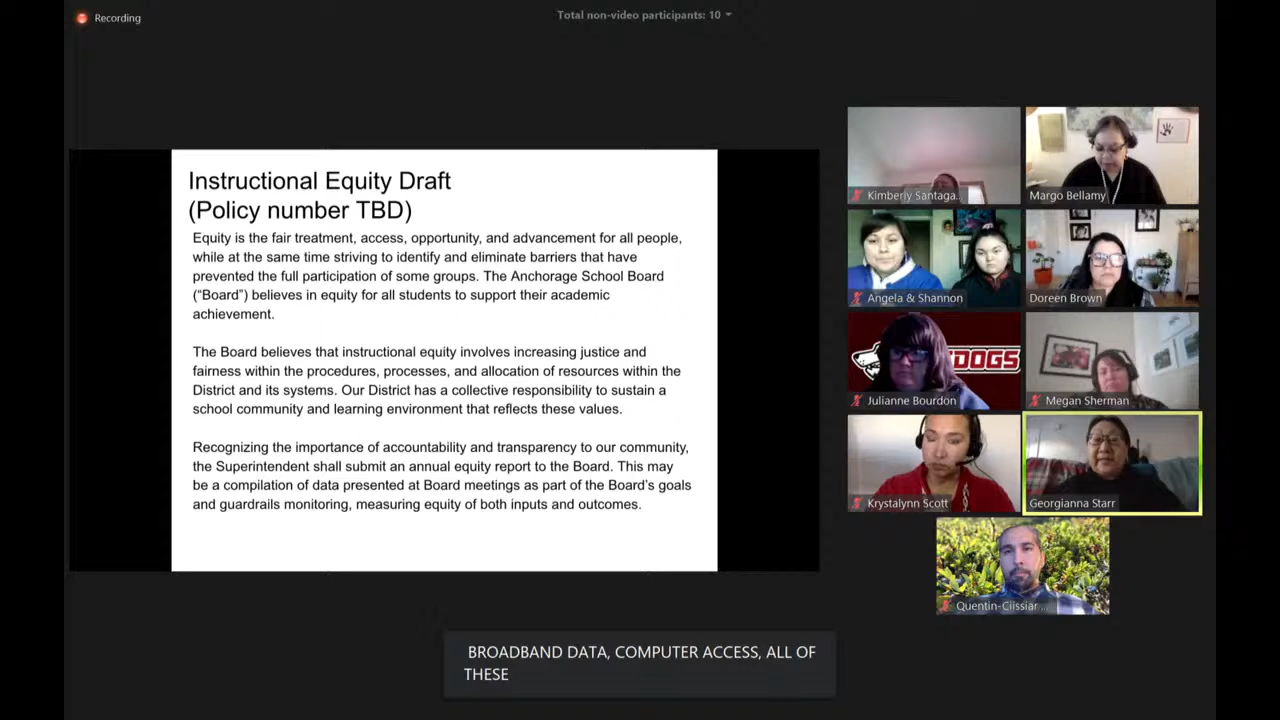 Recording
Total non-video participants: 10
Instructional Equity Draft
(Policy number TBD)
Equity is the fair treatment, access, opportunity, and advancement for all people,
while at the same time striving to identify and eliminate barriers that have
prevented the full participation of some groups. The Anchorage School Board
(“Board”) believes in equity for all students to support their academic
achievement.
The Board believes that instructional equity involves increasing justice and
fairness within the procedures, processes, and allocation of resources within the
District and its systems. Our District has a collective responsibility to sustain a
school community and learning environment that reflects these values.
Recognizing the importance of accountability and transparency to our community,
the Superintendent shall submit an annual equity report to the Board. This may
be a compilation of data presented at Board meetings as part of the Board’s goals
and guardrails monitoring, measuring equity of both inputs and outcomes.
Kimberly Santaga...
Margo Bellamy
Angela & Shannon
Doreen Brown
DOGS
Julianne Bourdon
Megan Sherman
Krystalynn Scott
Georgianna Starr
Quentin-Ciissiar ...
BROADBAND DATA, COMPUTER ACCESS, ALL OF
THESE